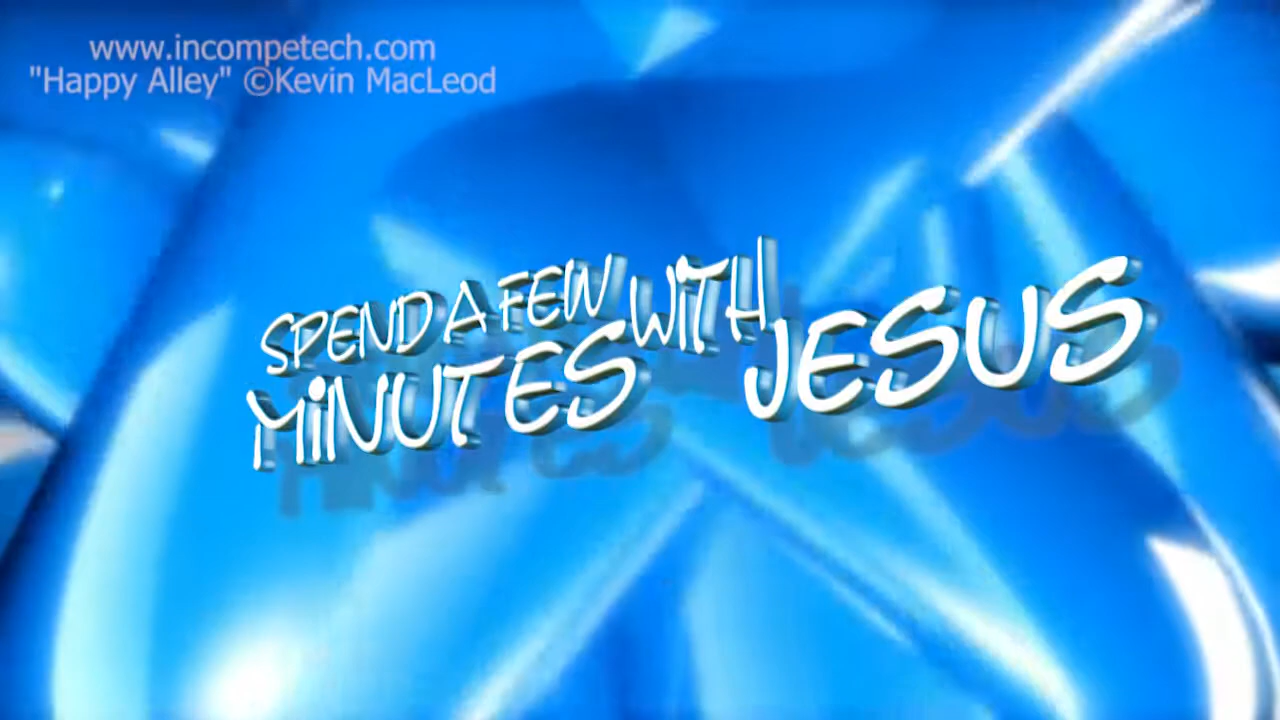 www.incompetech.com
"Happy Alley" ©Kevin MacLeod
SPEND A FEW
MINUTES WITH JESUS